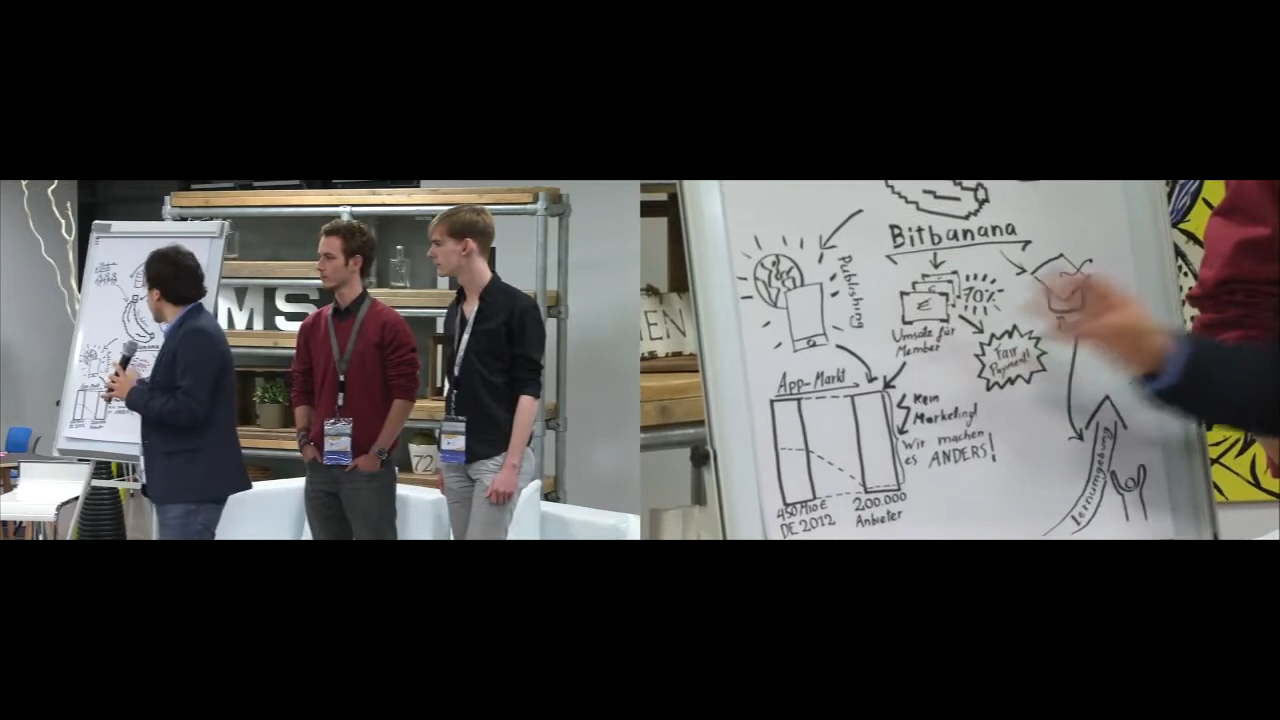 MS
72
IEN
Bitbanana
Publishing
€
70%
Umsatz für
Member
Fair
Payment!
App-Markt
Kein
Marketing!
Wir machen
es ANDERS!
450 Mio €
DE 2012
200.000
Anbieter
Lernumgebung